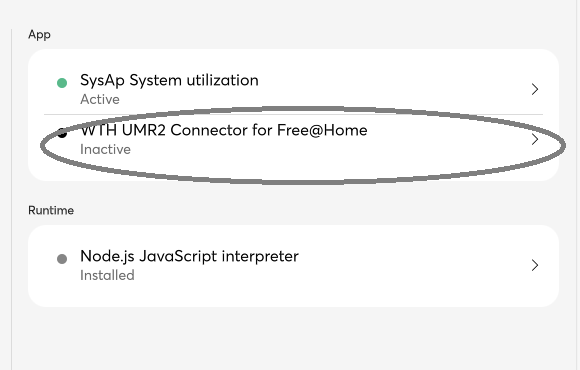 App
SysAp System utilization
Active
WTH UMR2 Connector for Free@Home
Inactive
Runtime
Node.js JavaScript interpreter
Installed